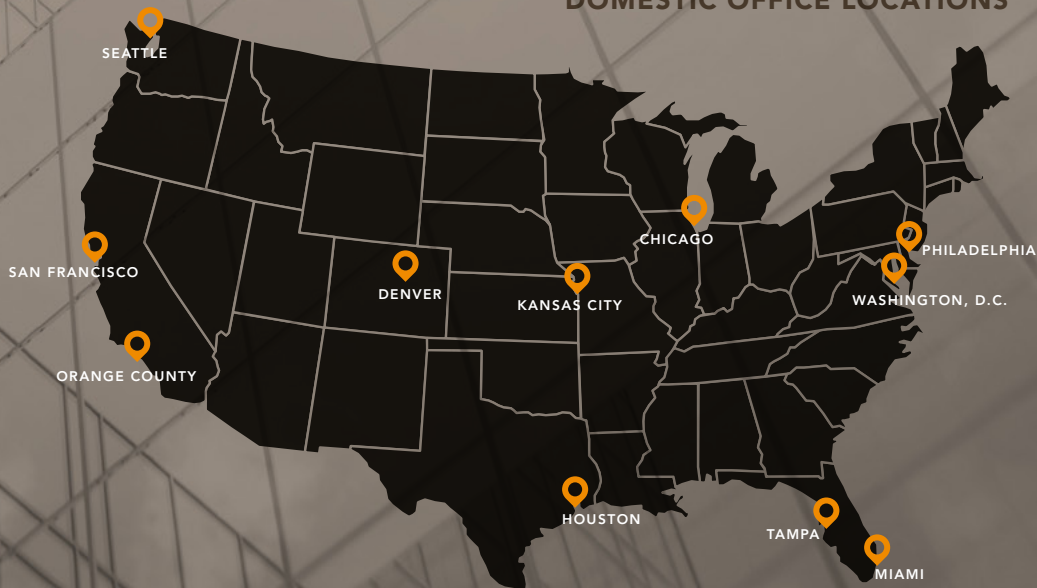 DOMESTIC OFFICE LOCATIONS
SEATTLE
CHICAGO
PHILADELPHIA
SAN FRANCISCO
DENVER
KANSAS CITY
WASHINGTON, D.C.
ORANGE COUNTY
HOUSTON
TAMPA
MIAMI